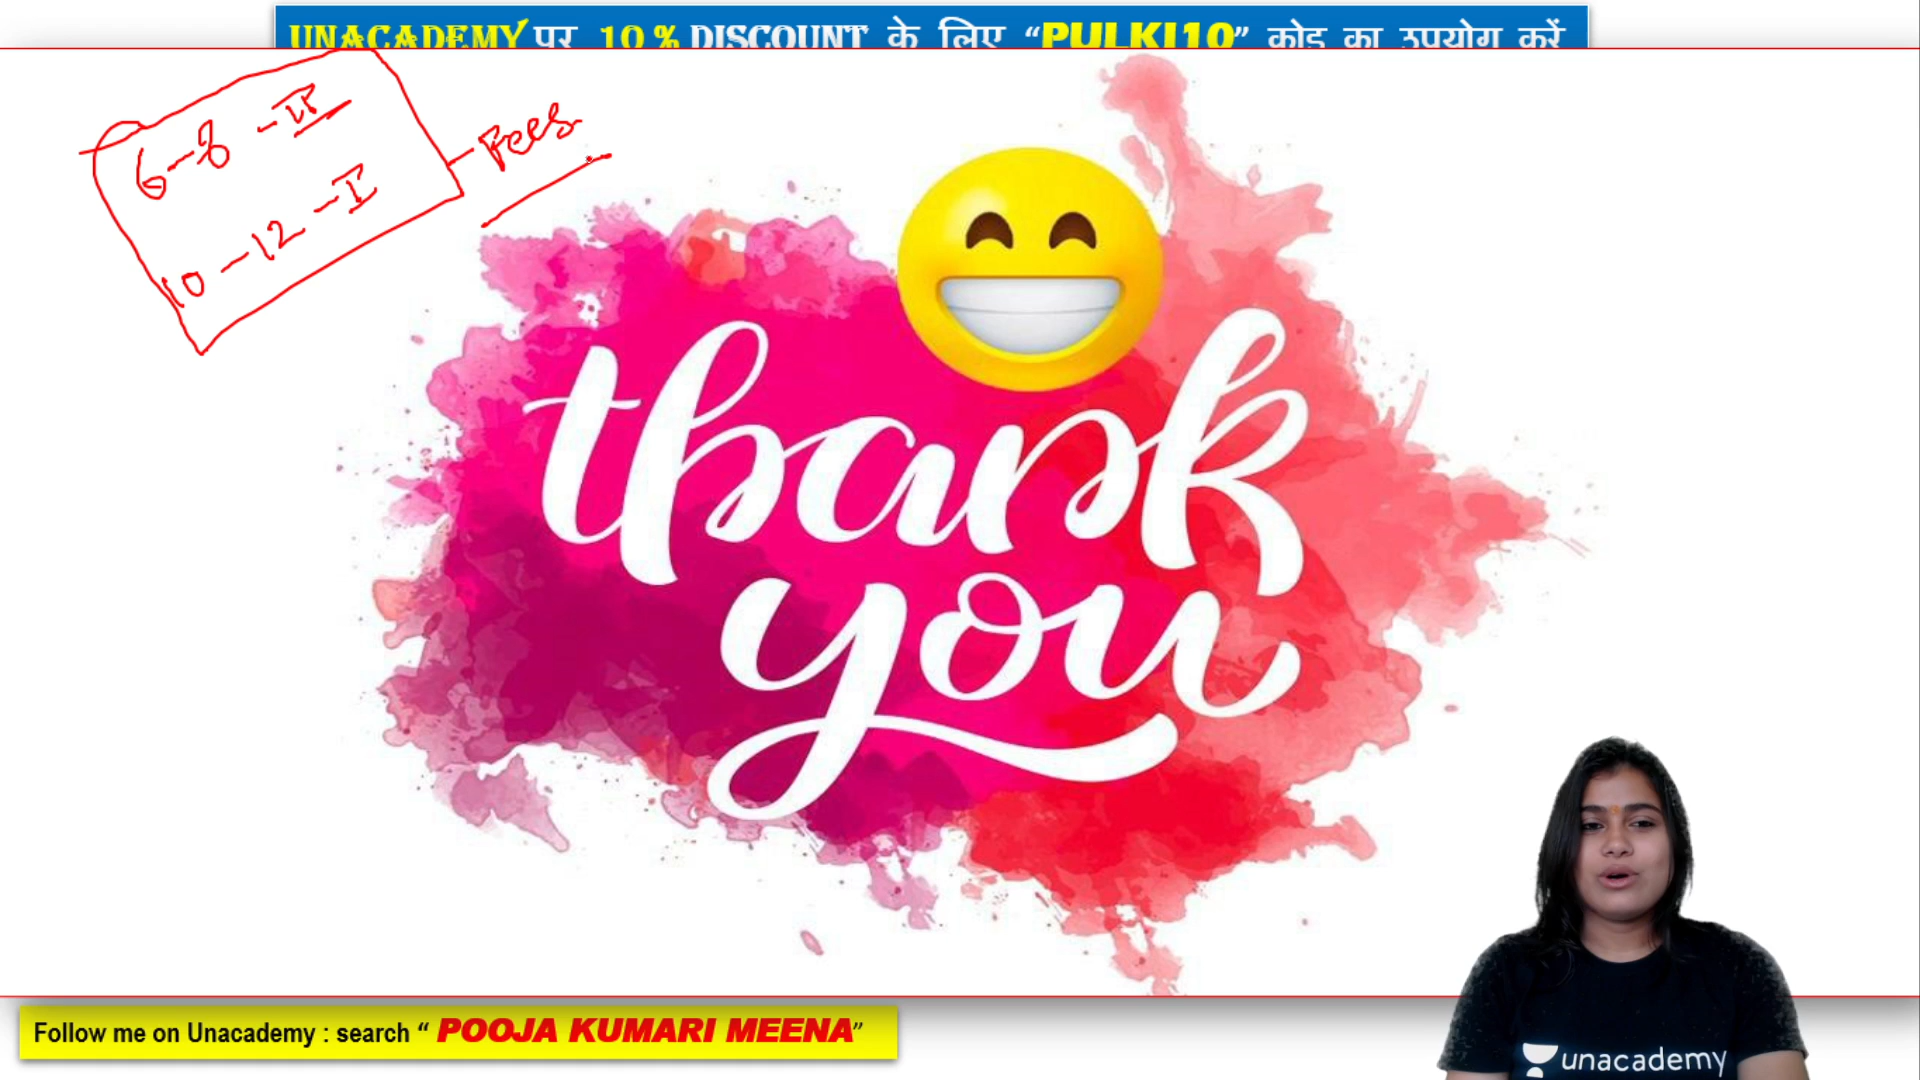 UNACADEMY पर 10% DISCOUNT के लिए “PULKI10” कोड का उपयोग करें
6-8 - II
10-12 - I
Fees
thank
you
unacademy
Follow me on Unacademy : search “ POOJA KUMARI MEENA”